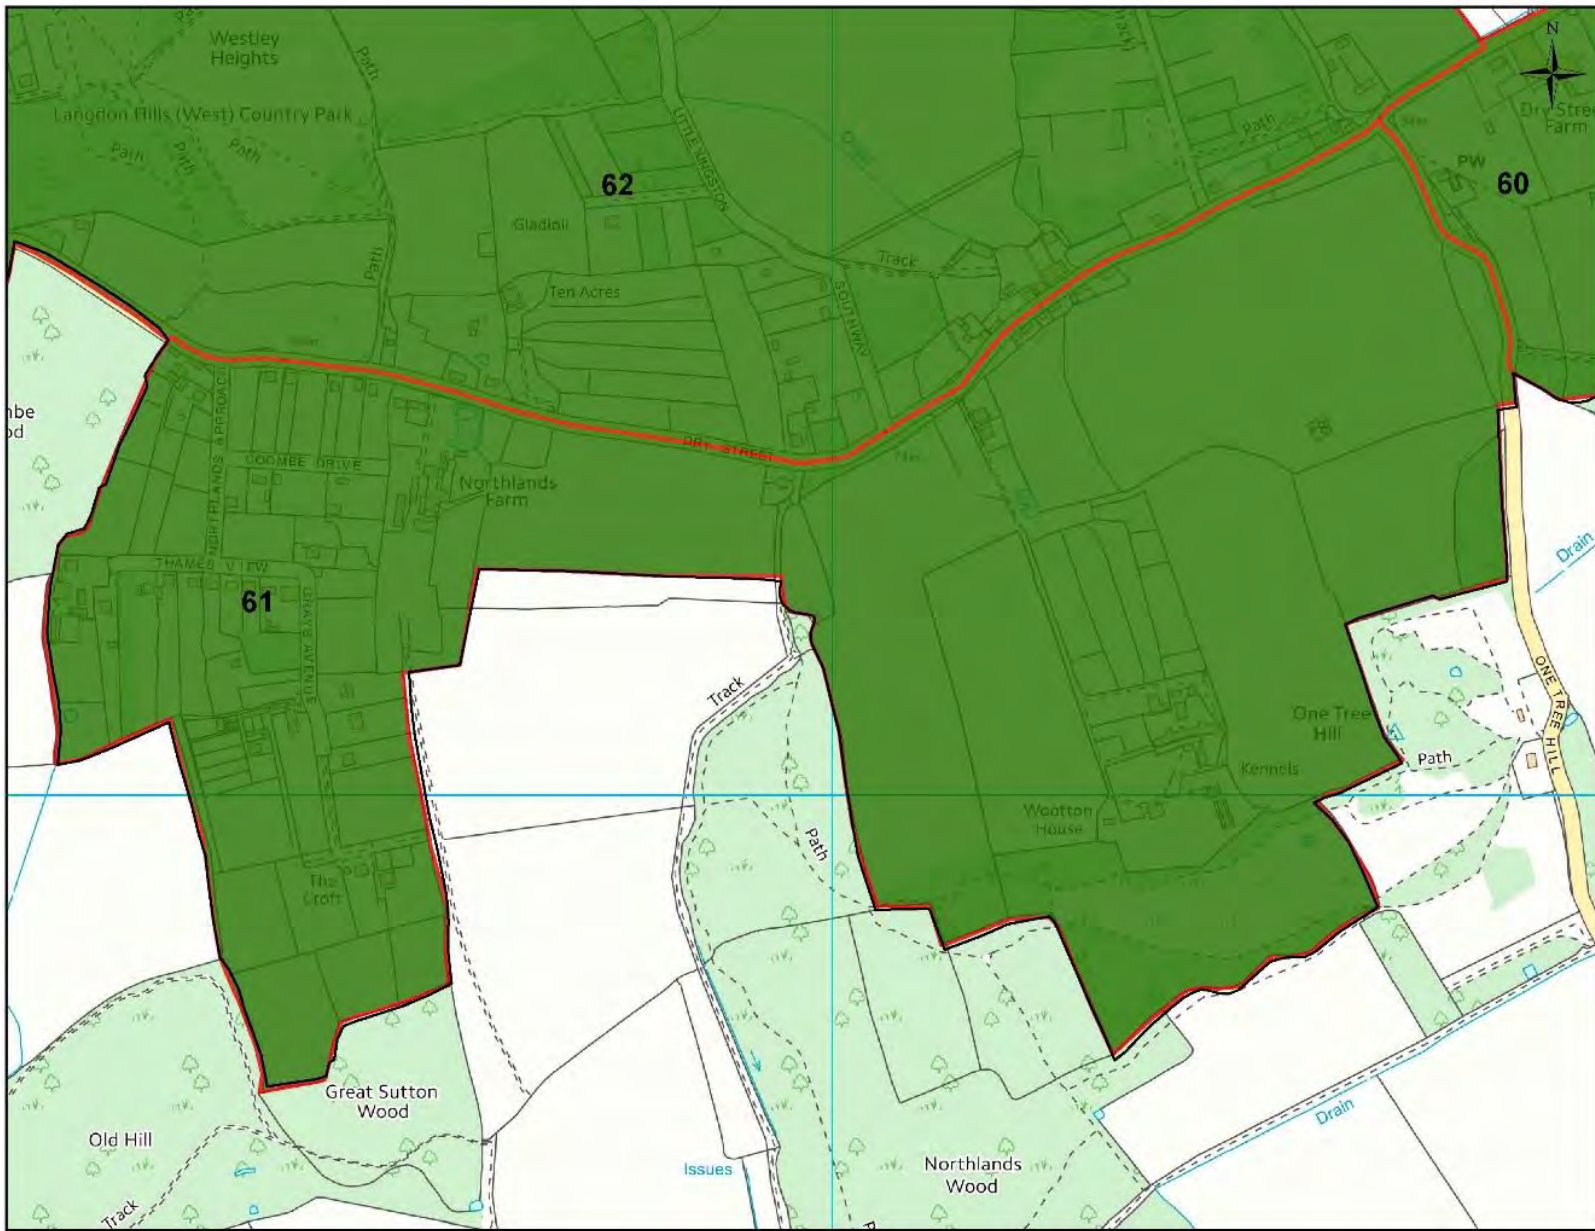 Westley
Heights
Path
Track
N
Langdon Hills (West) Country Park
Path
Path
Path
LITTLE KINGSTON
Path
Farm
PW
62
60
Gladioli
Path
Track
Ten Acres
SOUTHWAY
DRY STREET
NORTHLANDS APPROACH
COOMBE DRIVE
Northlands
Farm
THAMES VIEW
61
GRAYS AVENUE
Drain
Track
ONE TREE HILL
One Tree
Hill
Path
Kennels
Wootton
House
Path
The
Croft
Great Sutton
Wood
Old Hill
Drain
Issues
Northlands
Wood
Track